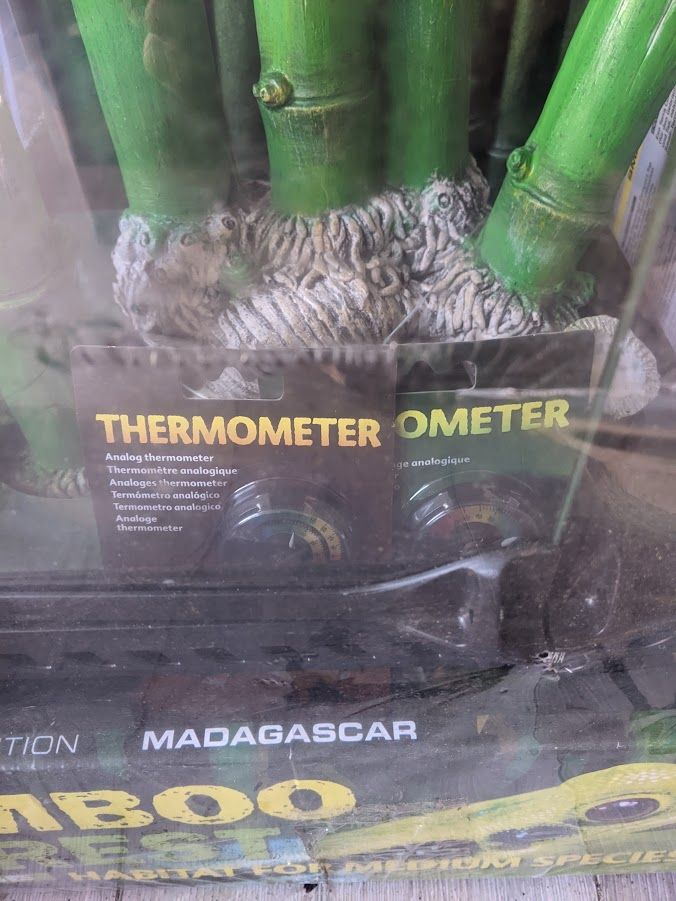 THERMOMETER
Analog thermometer
Thermomètre analogique
Analoges thermometer
Termómetro analógico
Termometro analogico
Analoge
thermometer
OMETER
ge analogique
TION MADAGASCAR
MBOO
REST
HABITAT FOR MEDIUM SPECIES